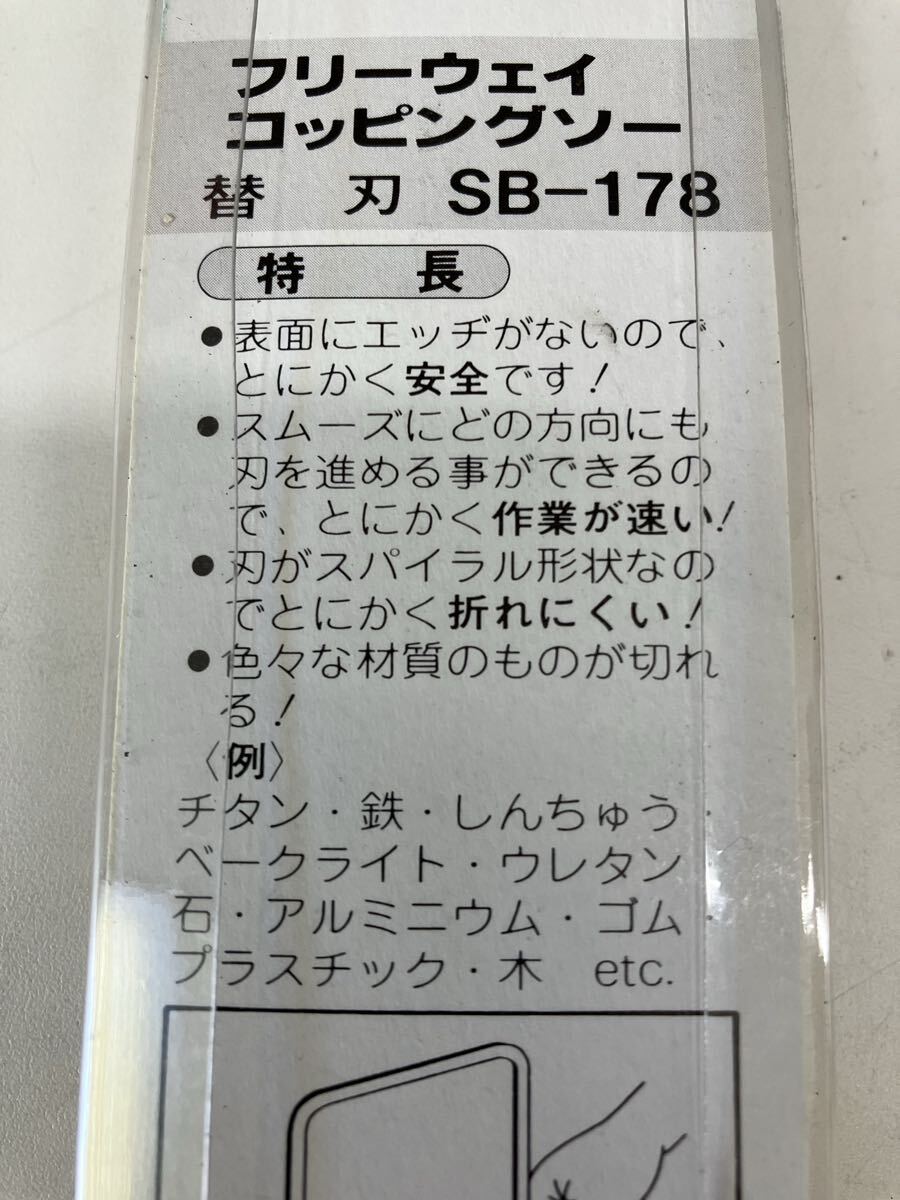 フリーウェイ
コッピングソー
替 刃 SB-178
特 長
●表面にエッヂがないので、
とにかく安全です!
●スムーズにどの方向にも
刃を進める事ができるの
で、とにかく作業が速い!
●刃がスパイラル形状なの
でとにかく折れにくい!
●色々な材質のものが切れ
る!
〈例〉
チタン・鉄・しんちゅう・
ベークライト・ウレタン
石・アルミニウム・ゴム・
プラスチック・木 etc.